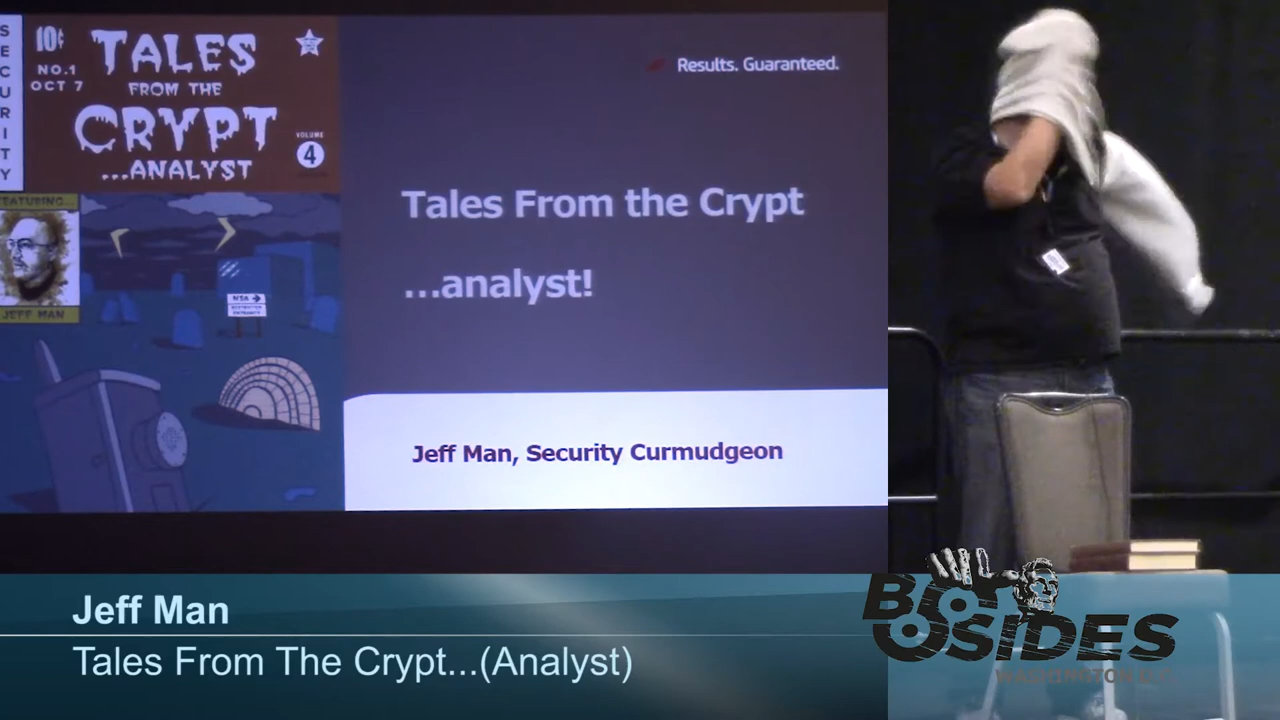 SECURITY
10¢
NO.1
OCT 7
TALES
FROM THE
CRYPT
...ANALYST
VOLUME
4
FEATURING...
JEFF MAN
NSA
Results. Guaranteed.
Tales From the Crypt
...analyst!
Jeff Man, Security Curmudgeon
Jeff Man
Tales From The Crypt...(Analyst)
BSIDES
WASHINGTON D.C.